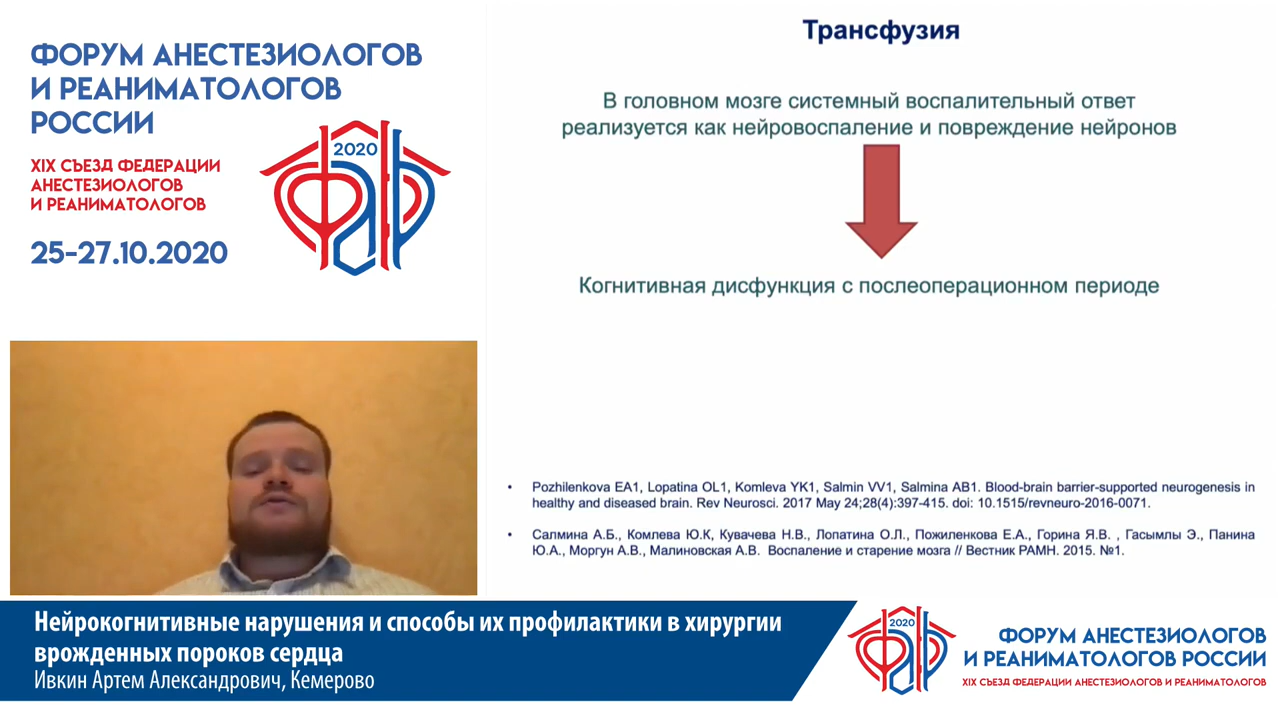 ФОРУМ АНЕСТЕЗИОЛОГОВ
И РЕАНИМАТОЛОГОВ
РОССИИ
XIX СЪЕЗД ФЕДЕРАЦИИ
АНЕСТЕЗИОЛОГОВ
И РЕАНИМАТОЛОГОВ
25-27.10.2020
2020
ФАР
Трансфузия
В головном мозге системный воспалительный ответ
реализуется как нейровоспаление и повреждение нейронов
Когнитивная дисфункция с послеоперационном периоде
• Pozhilenkova EA1, Lopatina OL1, Komleva YK1, Salmin VV1, Salmina AB1. Blood-brain barrier-supported neurogenesis in
healthy and diseased brain. Rev Neurosci. 2017 May 24;28(4):397-415. doi: 10.1515/revneuro-2016-0071.
• Салмина А.Б., Комлева Ю.К, Кувачева Н.В., Лопатина О.Л., Пожиленкова Е.А., Горина Я.В. , Гасымлы Э., Панина
Ю.А., Моргун А.В., Малиновская А.В. Воспаление и старение мозга // Вестник РАМН. 2015. №1.
Нейрокогнитивные нарушения и способы их профилактики в хирургии
врожденных пороков сердца
Ивкин Артем Александрович, Кемерово
2020
ФАР
ФОРУМ АНЕСТЕЗИОЛОГОВ
И РЕАНИМАТОЛОГОВ РОССИИ
XIX СЪЕЗД ФЕДЕРАЦИИ АНЕСТЕЗИОЛОГОВ И РЕАНИМАТОЛОГОВ